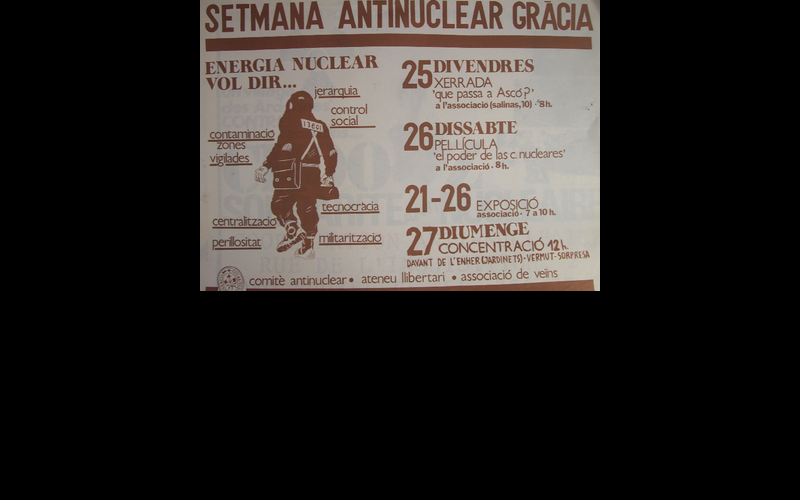 SETMANA ANTINUCLEAR GRÀCIA
ENERGIA NUCLEAR
VOL DIR...
jerarquia
control
social
contaminació
zones
vigilades
tecnocràcia
centralització
perillositat
militarització
25 DIVENDRES
XERRADA
'que passa a Ascó?'
a l'associació (salinas,10) · 8h.
26 DISSABTE
PEL.LÍCULA
'el poder de las c. nucleares'
a l'associació · 8h.
21-26 EXPOSICIÓ
associació · 7 a 10h.
27 DIUMENGE
CONCENTRACIÓ 12h.
DAVANT DE L'ENHER (JARDINETS) · VERMUT-SORPRESA
comitè antinuclear • ateneu llibertari • associació de veïns